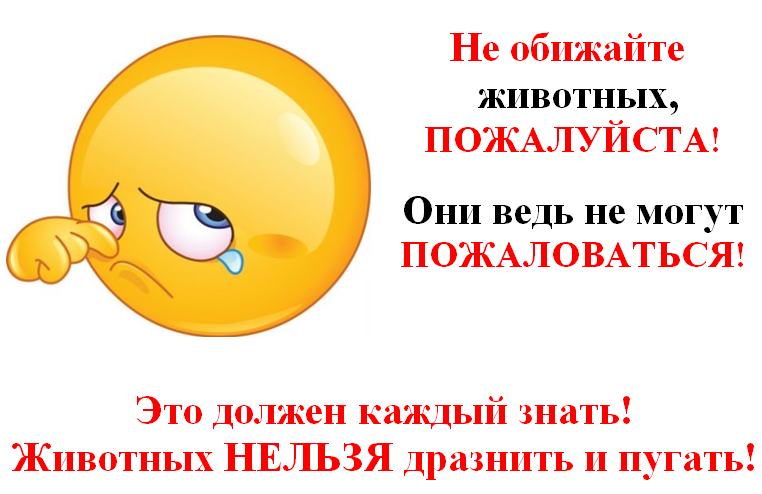 Не обижайте
животных,
ПОЖАЛУЙСТА!
Они ведь не могут
ПОЖАЛОВАТЬСЯ!
Это должен каждый знать!
Животных НЕЛЬЗЯ дразнить и пугать!